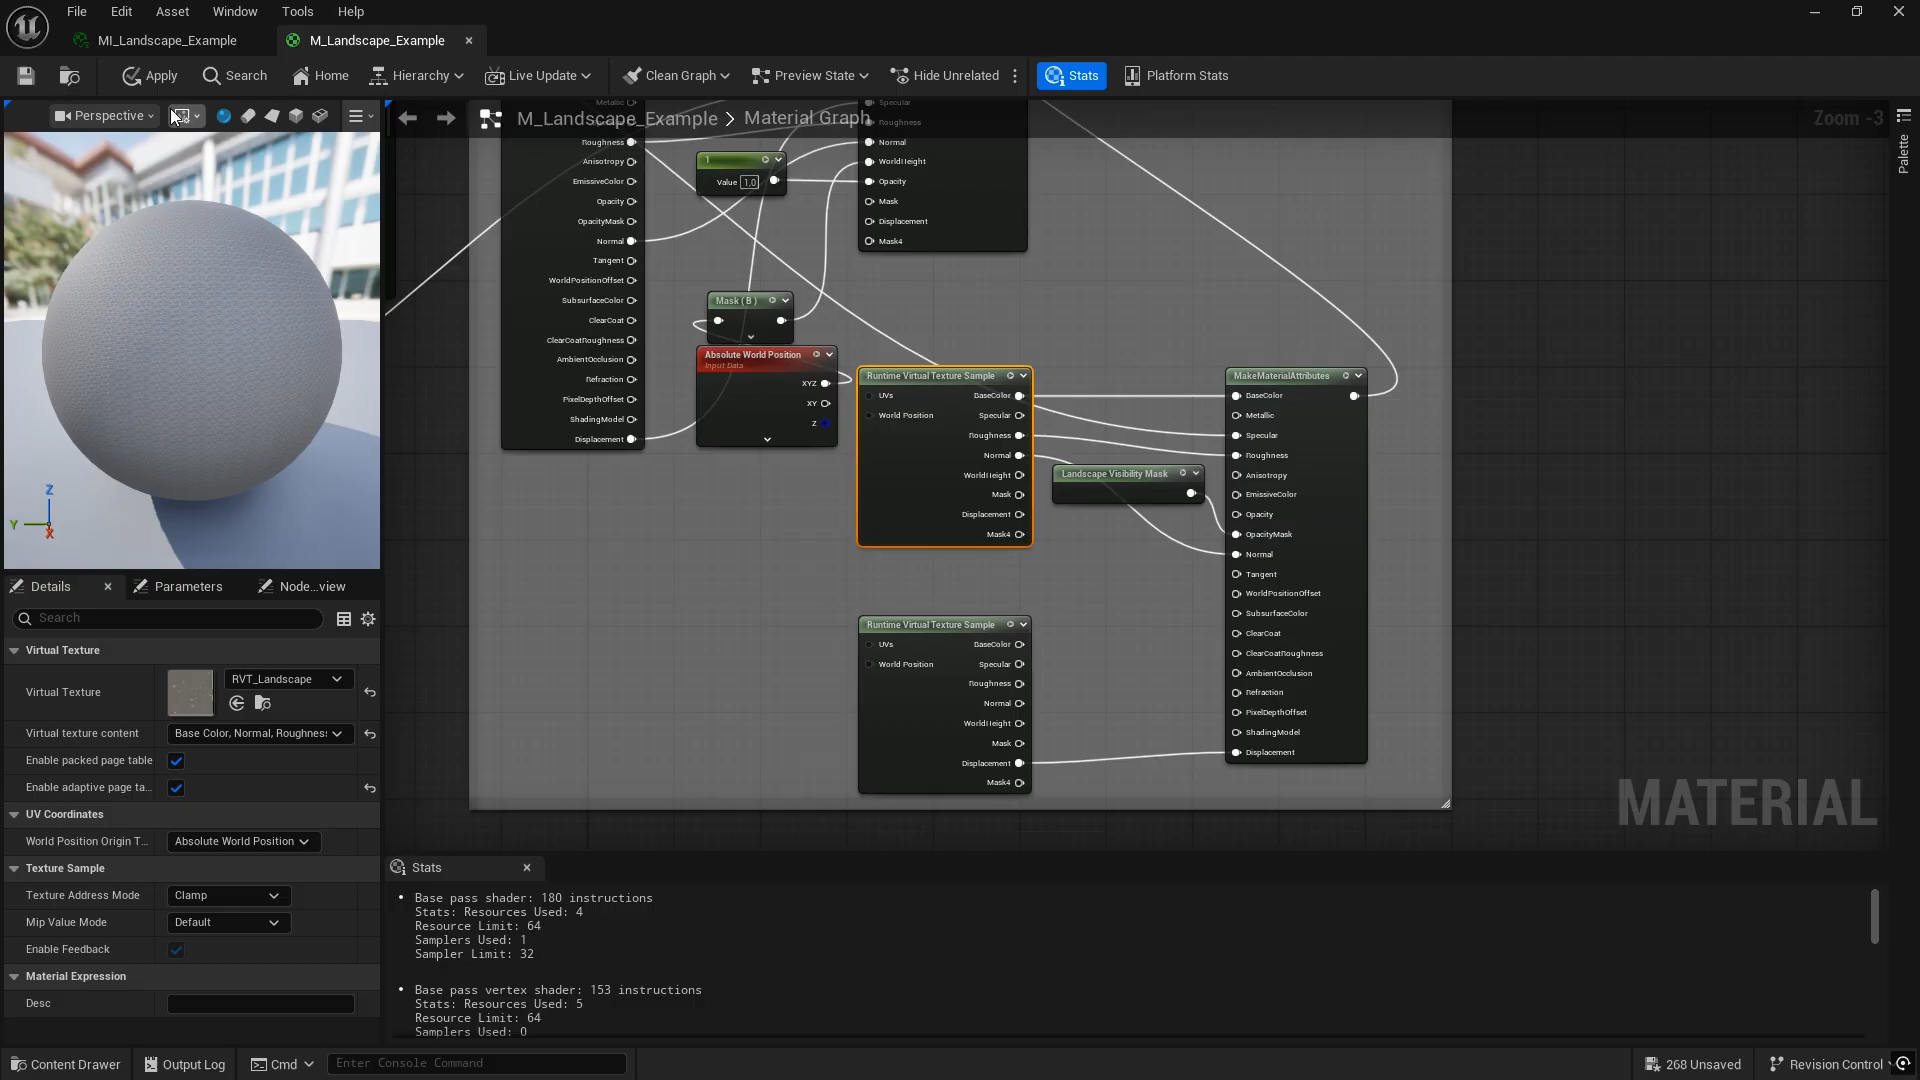 File Edit Asset Window Tools Help
MI_Landscape_Example M_Landscape_Example
Apply Search Home Hierarchy Live Update Clean Graph Preview State Hide Unrelated Stats Platform Stats
Perspective
M_Landscape_Example > Material Graph
Zoom -3
Palette
Metallic
Roughness
Anisotropy
EmissiveColor
Opacity
OpacityMask
Normal
Tangent
WorldPositionOffset
SubsurfaceColor
ClearCoat
ClearCoatRoughness
AmbientOcclusion
Refraction
PixelDepthOffset
ShadingModel
Displacement
1
Value 1,0
Specular
Roughness
Normal
WorldHeight
Opacity
Mask
Displacement
Mask4
Mask ( B )
Absolute World Position
Input Data
XYZ
XY
Z
Runtime Virtual Texture Sample
UVs BaseColor
World Position Specular
Roughness
Normal
WorldHeight
Mask
Displacement
Mask4
Landscape Visibility Mask
Runtime Virtual Texture Sample
UVs BaseColor
World Position Specular
Roughness
Normal
WorldHeight
Mask
Displacement
Mask4
MakeMaterialAttributes
BaseColor
Metallic
Specular
Roughness
Anisotropy
EmissiveColor
Opacity
OpacityMask
Normal
Tangent
WorldPositionOffset
SubsurfaceColor
ClearCoat
ClearCoatRoughness
AmbientOcclusion
Refraction
PixelDepthOffset
ShadingModel
Displacement
MATERIAL
Z
Y
X
Details Parameters Node...view
Search
Virtual Texture
Virtual Texture RVT_Landscape
Virtual texture content Base Color, Normal, Roughness
Enable packed page table
Enable adaptive page ta...
UV Coordinates
World Position Origin T... Absolute World Position
Texture Sample
Texture Address Mode Clamp
Mip Value Mode Default
Enable Feedback
Material Expression
Desc
Stats
Base pass shader: 180 instructions
Stats: Resources Used: 4
Resource Limit: 64
Samplers Used: 1
Sampler Limit: 32
Base pass vertex shader: 153 instructions
Stats: Resources Used: 5
Resource Limit: 64
Samplers Used: 0
Content Drawer Output Log Cmd Enter Console Command 268 Unsaved Revision Control